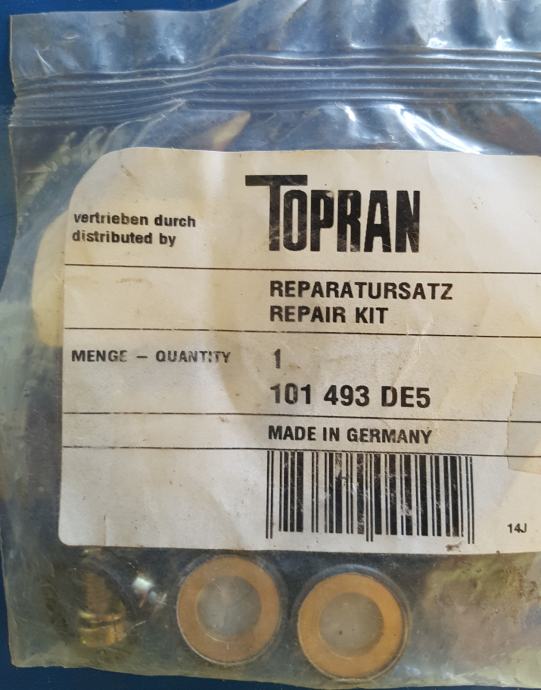 TOPRAN
vertrieben durch
distributed by
REPARATURSATZ
REPAIR KIT
MENGE – QUANTITY 1
101 493 DE5
MADE IN GERMANY
14J